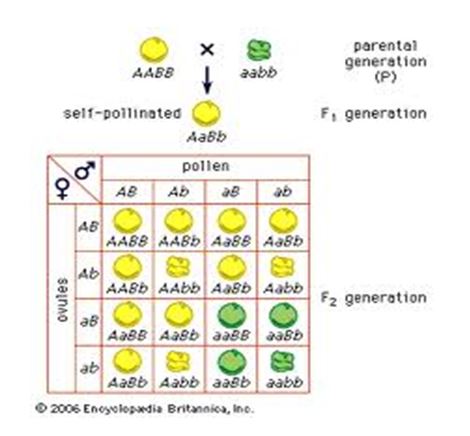 AABB × aabb
parental
generation
(P)
self-pollinated
AaBb
F1 generation
♂
♀
pollen
AB Ab aB ab
ovules
AB
AABB AABb AaBB AaBb
Ab
AABb AAbb AaBb Aabb
F2 generation
aB
AaBB AaBb aaBB aaBb
ab
AaBb Aabb aaBb aabb
© 2006 Encyclopædia Britannica, Inc.